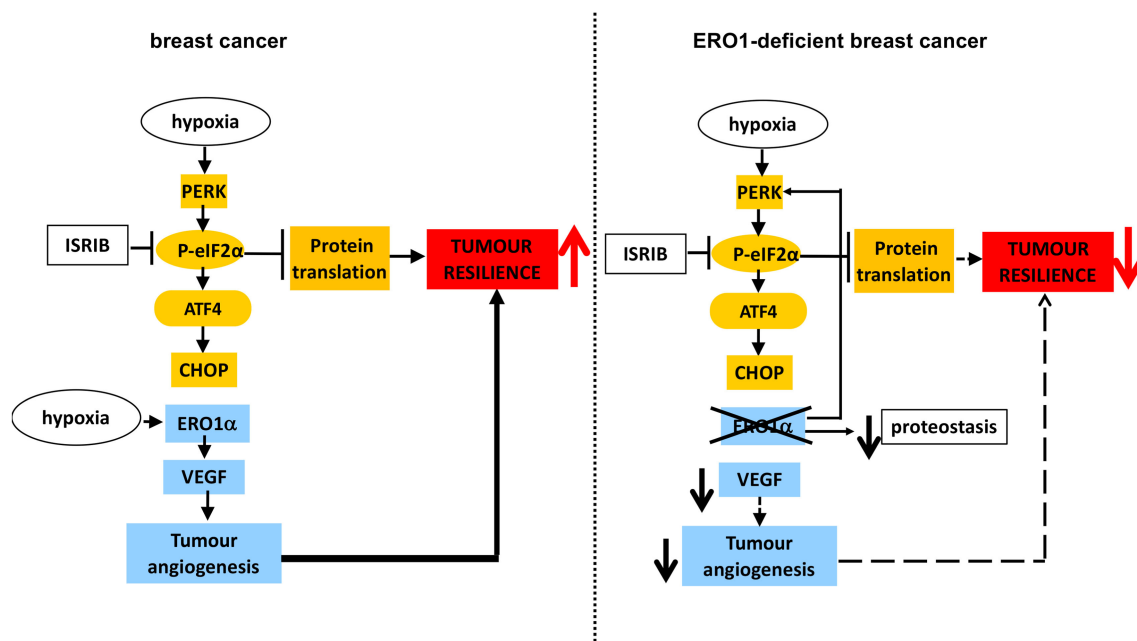 breast cancer
hypoxia
PERK
ISRIB
P-eIF2α
Protein
translation
TUMOUR
RESILIENCE
ATF4
CHOP
hypoxia
ERO1α
VEGF
Tumour
angiogenesis
ERO1-deficient breast cancer
hypoxia
PERK
ISRIB
P-eIF2α
Protein
translation
TUMOUR
RESILIENCE
ATF4
CHOP
ERO1α
proteostasis
VEGF
Tumour
angiogenesis